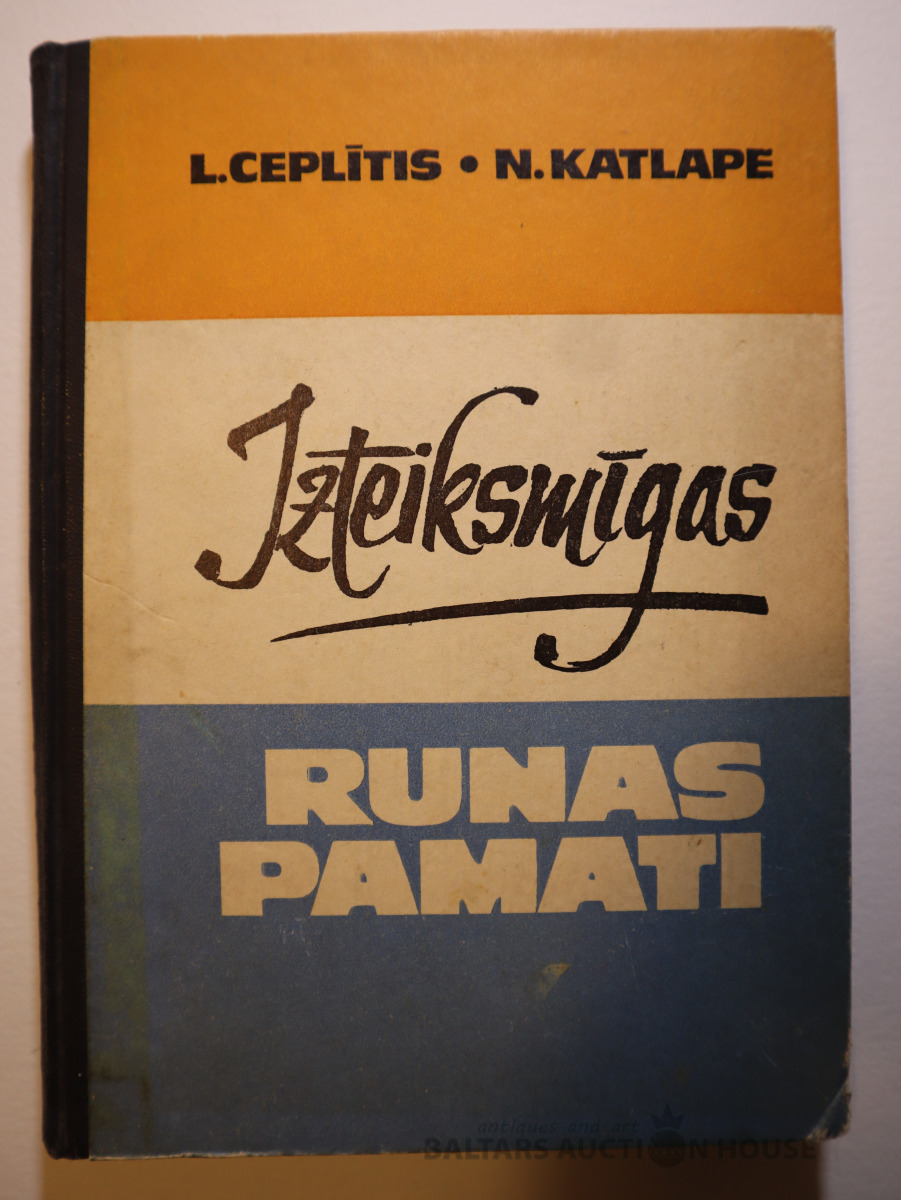 L.CEPLĪTIS • N.KATLAPE
Izteiksmīgas
RUNAS
PAMATI
antiques and art
BALTARS AUCTION HOUSE